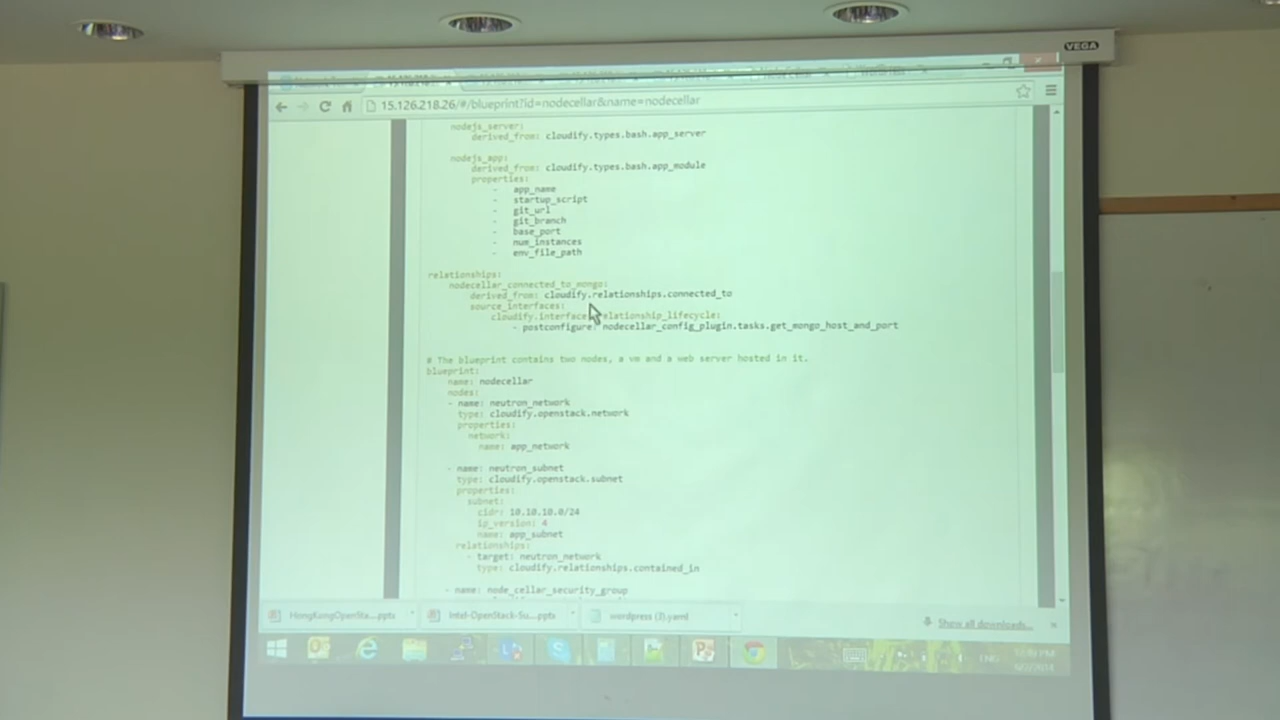 VEGA
15.126.218.26/#/blueprint?id=nodecellar&name=nodecellar
nodejs_server:
derived_from: cloudify.types.bash.app_server
nodejs_app:
derived_from: cloudify.types.bash.app_module
properties:
- app_name
- startup_script
- git_url
- git_branch
- base_port
- num_instances
- env_file_path
relationships:
nodecellar_connected_to_mongo:
derived_from: cloudify.relationships.connected_to
source_interfaces:
cloudify.interface relationship_lifecycle:
- postconfigure nodecellar_config_plugin.tasks.get_mongo_host_and_port
# The blueprint contains two nodes, a vm and a web server hosted in it.
blueprint:
name: nodecellar
nodes:
- name: neutron_network
type: cloudify.openstack.network
properties:
network:
name: app_network
- name: neutron_subnet
type: cloudify.openstack.subnet
properties:
subnet:
cidr: 10.10.10.0/24
ip_version: 4
name: app_subnet
relationships:
- target: neutron_network
type: cloudify.relationships.contained_in
- name: node_cellar_security_group
HongKongOpenSta....pptx
Intel-OpenStack-Su....pptx
wordpress (3).yaml
Show all downloads...
ENG